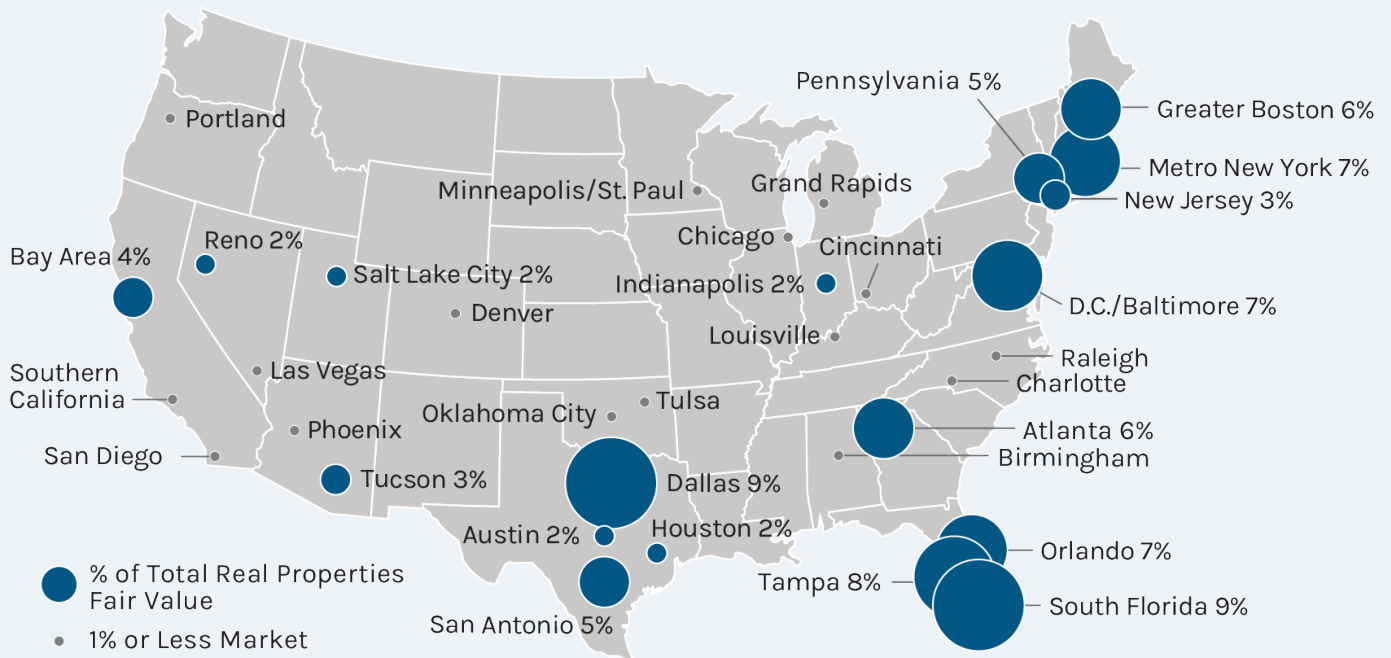 Pennsylvania 5%
Portland
Greater Boston 6%
Metro New York 7%
Minneapolis/St. Paul
Grand Rapids
New Jersey 3%
Reno 2%
Chicago
Cincinnati
Bay Area 4%
Salt Lake City 2%
Indianapolis 2%
D.C./Baltimore 7%
Denver
Louisville
Raleigh
Southern
California
Las Vegas
Charlotte
Tulsa
Oklahoma City
Phoenix
Atlanta 6%
San Diego
Birmingham
Tucson 3%
Dallas 9%
Austin 2%
Houston 2%
Orlando 7%
Tampa 8%
South Florida 9%
San Antonio 5%
% of Total Real Properties
Fair Value
1% or Less Market